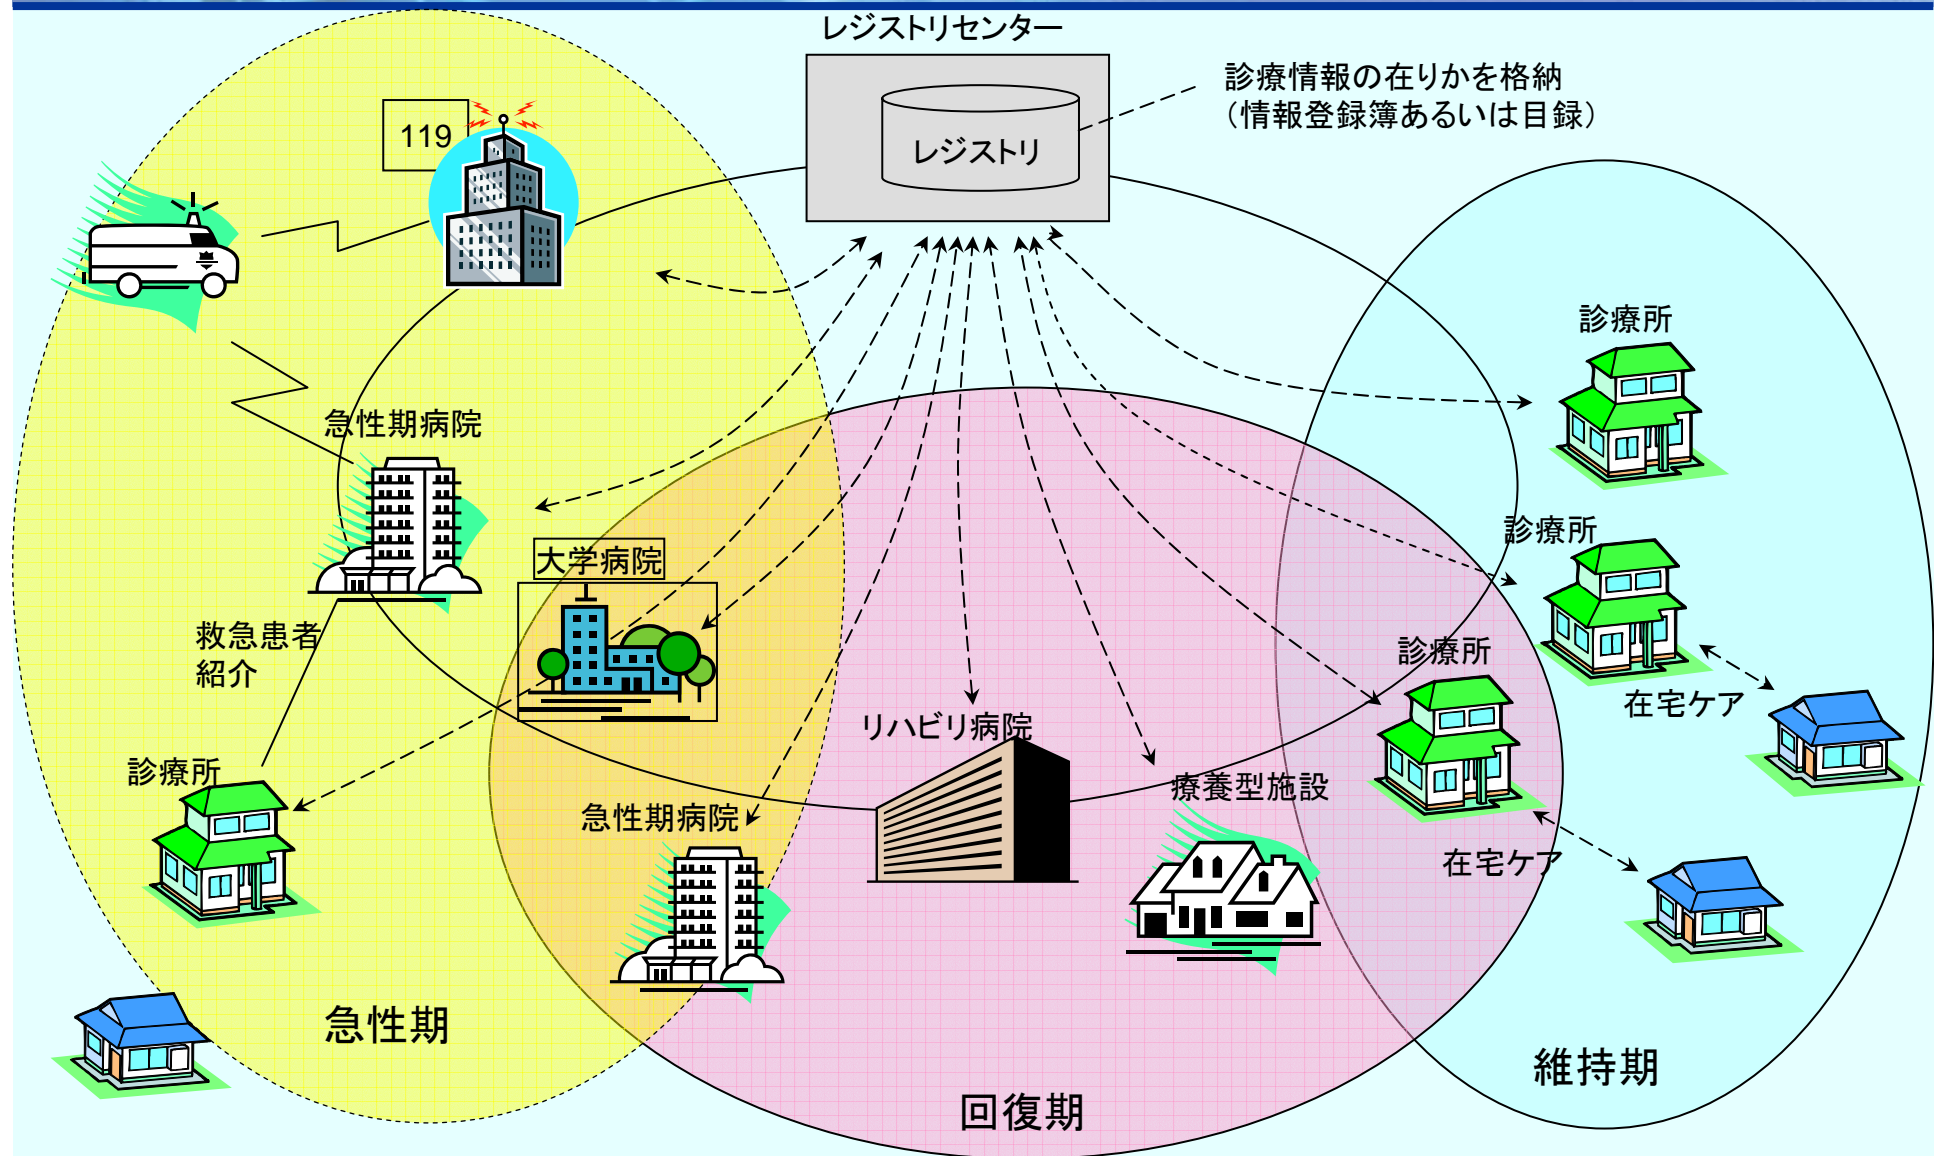 レジストリセンター
診療情報の在りかを格納
（情報登録簿あるいは目録）
レジストリ
119
診療所
急性期病院
診療所
大学病院
救急患者
紹介
診療所
在宅ケア
リハビリ病院
診療所
療養型施設
急性期病院
在宅ケア
急性期
維持期
回復期